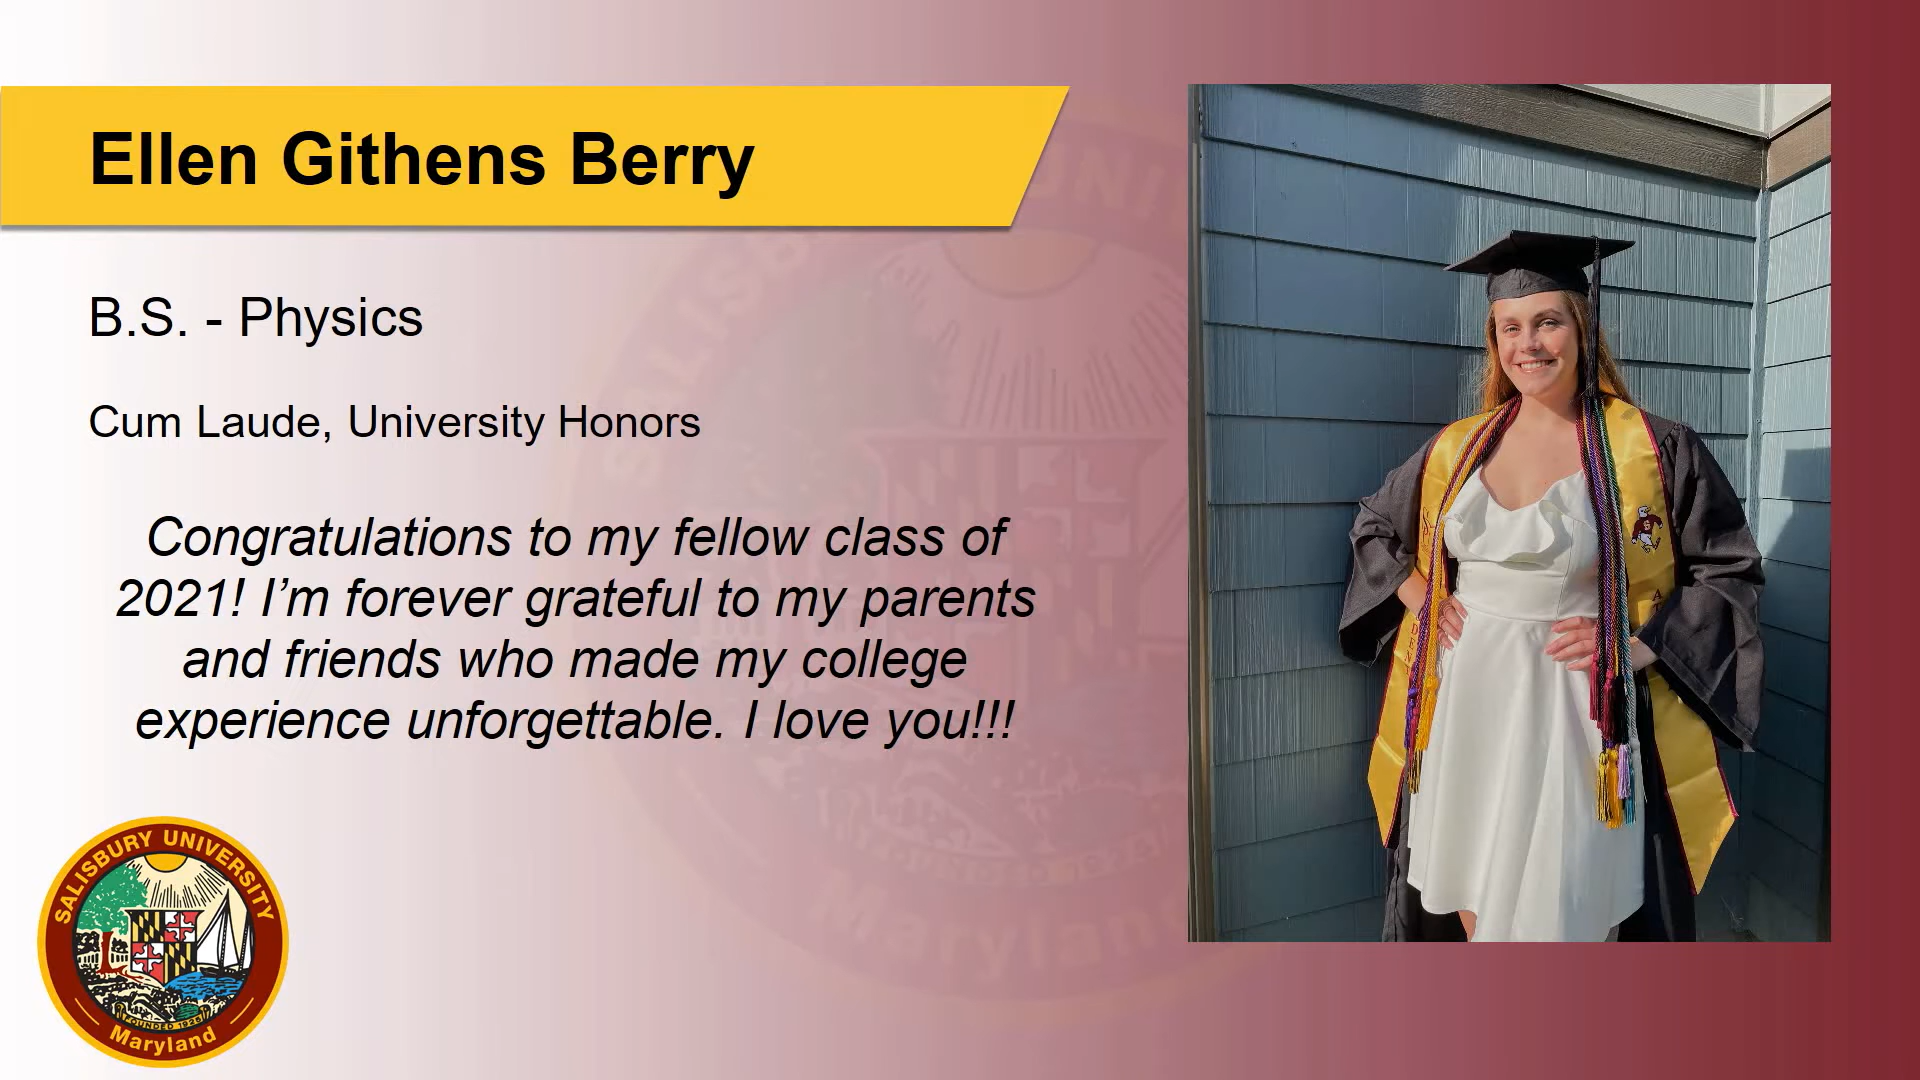 Ellen Githens Berry
B.S. - Physics
Cum Laude, University Honors
Congratulations to my fellow class of
2021! I’m forever grateful to my parents
and friends who made my college
experience unforgettable. I love you!!!
SALISBURY UNIVERSITY
FOUNDED 1925
Maryland